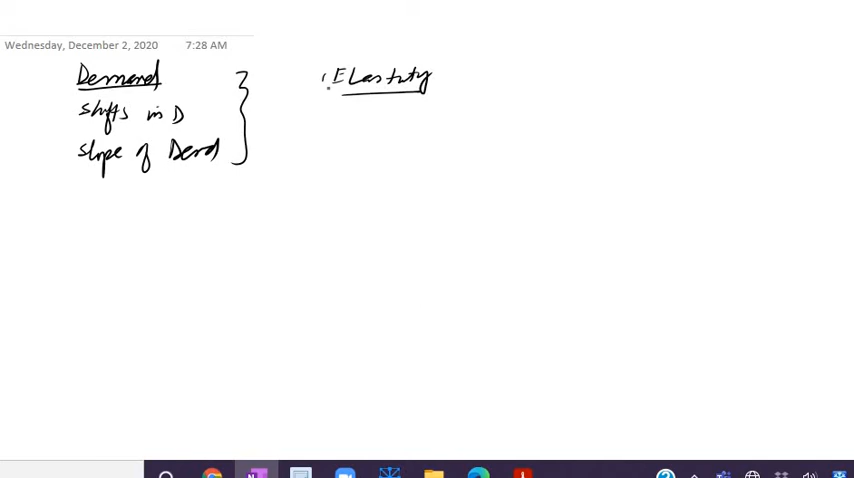 Wednesday, December 2, 2020 7:28 AM
Demand
Shifts in D
Slope of Demd
Elasticity